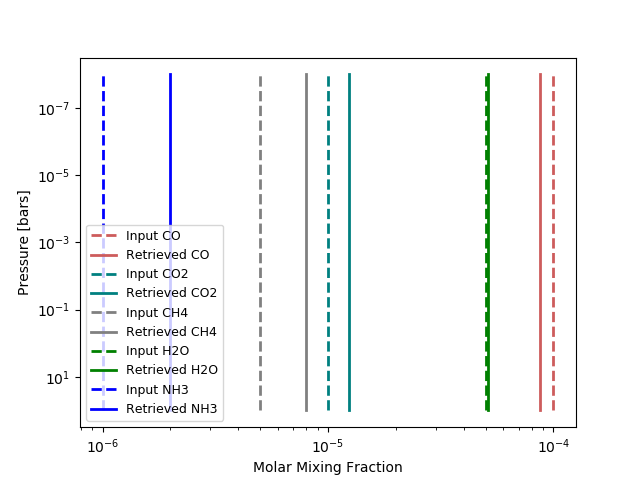 10⁻⁷
10⁻⁵
10⁻³
10⁻¹
10¹
Pressure [bars]
Input CO
Retrieved CO
Input CO2
Retrieved CO2
Input CH4
Retrieved CH4
Input H2O
Retrieved H2O
Input NH3
Retrieved NH3
10⁻⁶ 10⁻⁵ 10⁻⁴
Molar Mixing Fraction